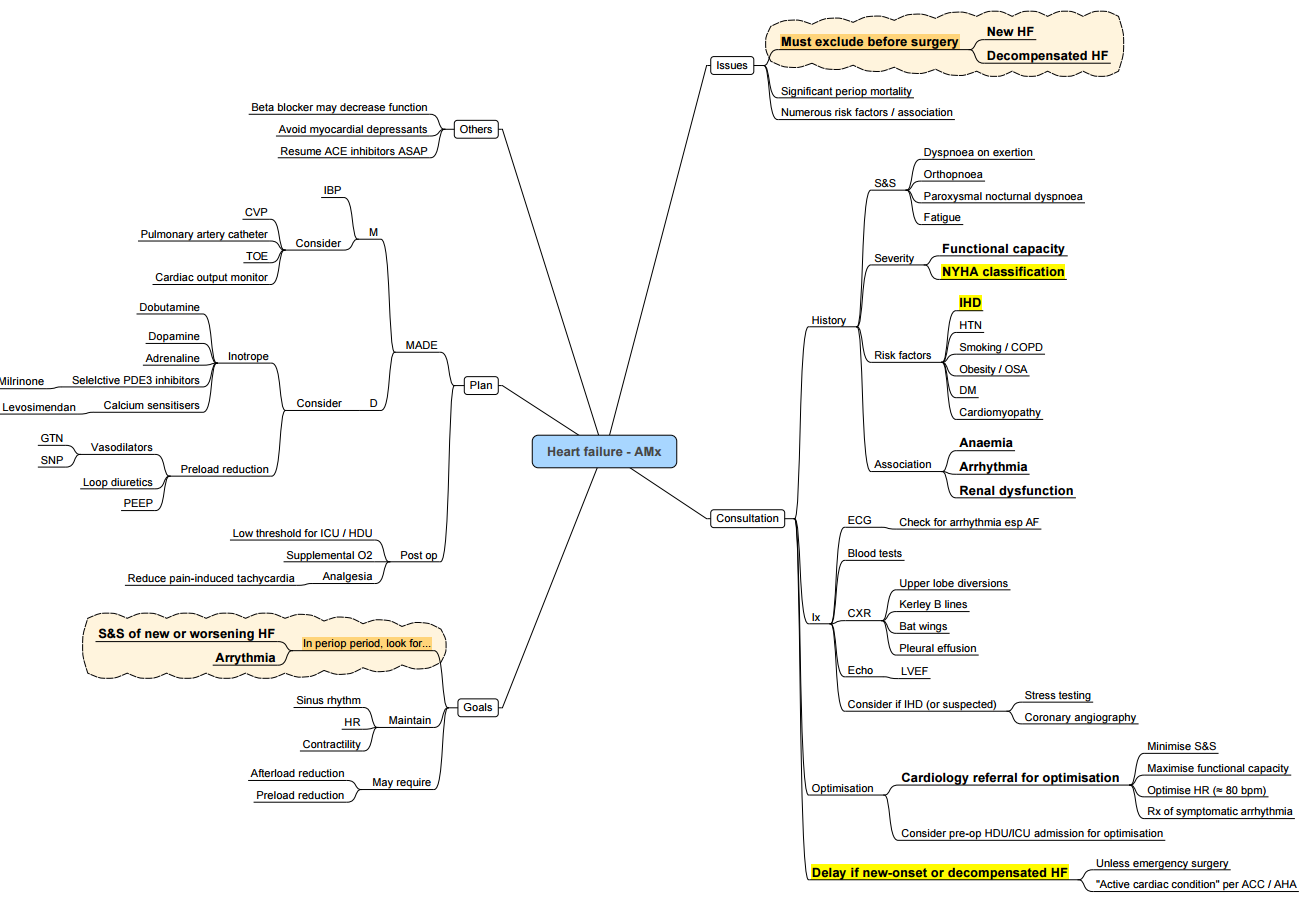 Heart failure - AMx
Issues
Must exclude before surgery
New HF
Decompensated HF
Significant periop mortality
Numerous risk factors / association
Consultation
History
S&S
Dyspnoea on exertion
Orthopnoea
Paroxysmal nocturnal dyspnoea
Fatigue
Severity
Functional capacity
NYHA classification
Risk factors
IHD
HTN
Smoking / COPD
Obesity / OSA
DM
Cardiomyopathy
Association
Anaemia
Arrhythmia
Renal dysfunction
Ix
ECG
Check for arrhythmia esp AF
Blood tests
CXR
Upper lobe diversions
Kerley B lines
Bat wings
Pleural effusion
Echo
LVEF
Consider if IHD (or suspected)
Stress testing
Coronary angiography
Optimisation
Cardiology referral for optimisation
Minimise S&S
Maximise functional capacity
Optimise HR (≈ 80 bpm)
Rx of symptomatic arrhythmia
Consider pre-op HDU/ICU admission for optimisation
Delay if new-onset or decompensated HF
Unless emergency surgery
"Active cardiac condition" per ACC / AHA
Others
Beta blocker may decrease function
Avoid myocardial depressants
Resume ACE inhibitors ASAP
Plan
MADE
M
IBP
Consider
CVP
Pulmonary artery catheter
TOE
Cardiac output monitor
D
Consider
Inotrope
Dobutamine
Dopamine
Adrenaline
Selelctive PDE3 inhibitors
Milrinone
Calcium sensitisers
Levosimendan
Preload reduction
Vasodilators
GTN
SNP
Loop diuretics
PEEP
Post op
Low threshold for ICU / HDU
Supplemental O2
Analgesia
Reduce pain-induced tachycardia
Goals
In periop period, look for...
S&S of new or worsening HF
Arrythmia
Maintain
Sinus rhythm
HR
Contractility
May require
Afterload reduction
Preload reduction